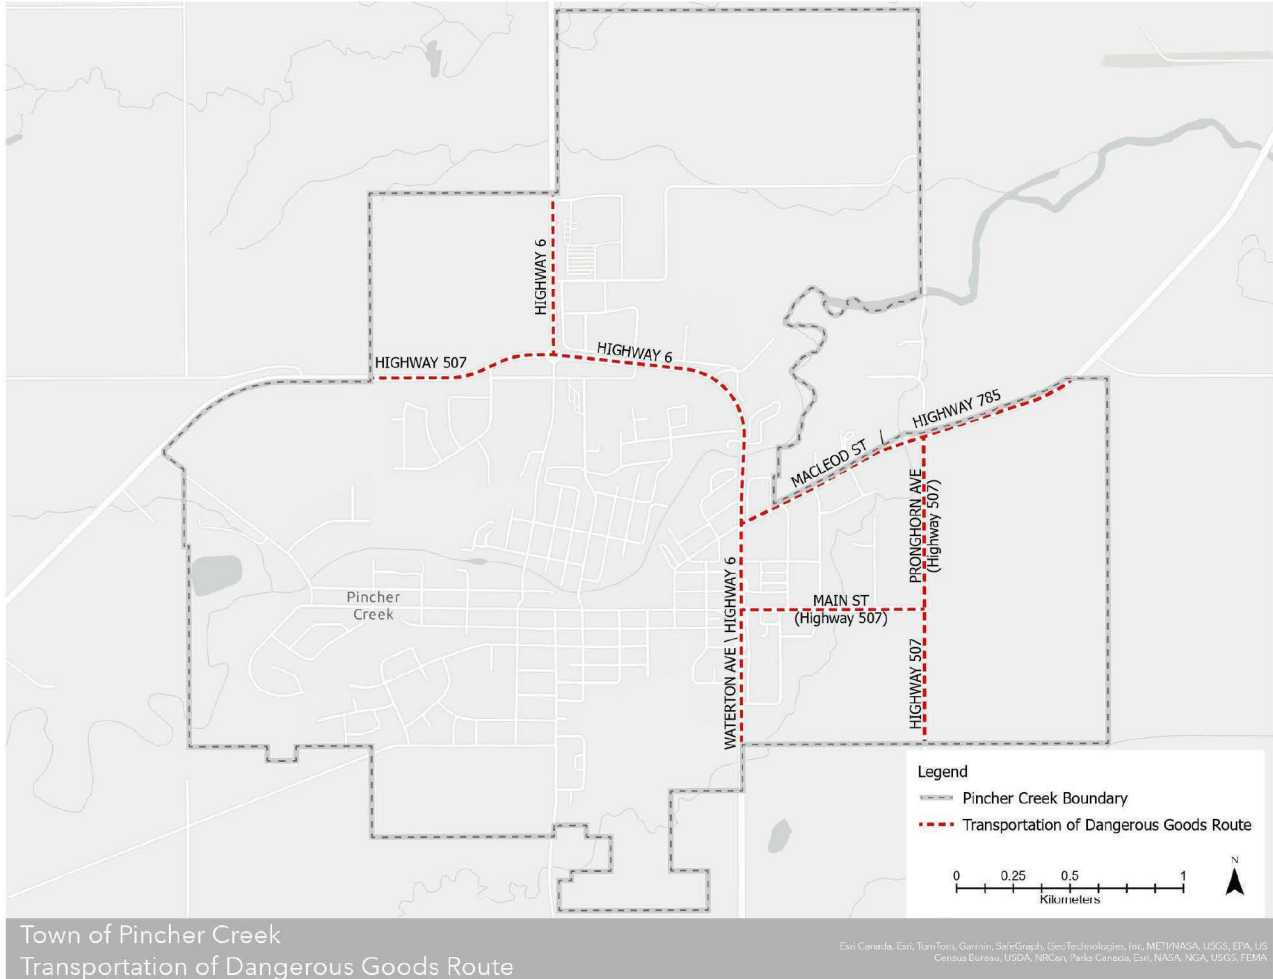 HIGHWAY 6
HIGHWAY 507
HIGHWAY 6
HIGHWAY 785
MACLEOD ST /
PRONGHORN AVE
(Highway 507)
WATERTON AVE \ HIGHWAY 6
Pincher
Creek
MAIN ST
(Highway 507)
HIGHWAY 507
Legend
Pincher Creek Boundary
Transportation of Dangerous Goods Route
0 0.25 0.5 1
Kilometers
N
Town of Pincher Creek
Transportation of Dangerous Goods Route
Esri Canada, Esri, TomTom, Garmin, SafeGraph, GeoTechnologies, Inc, METI/NASA, USGS, EPA, US
Census Bureau, USDA, NRCan, Parks Canada, Esri, NASA, NGA, USGS, FEMA